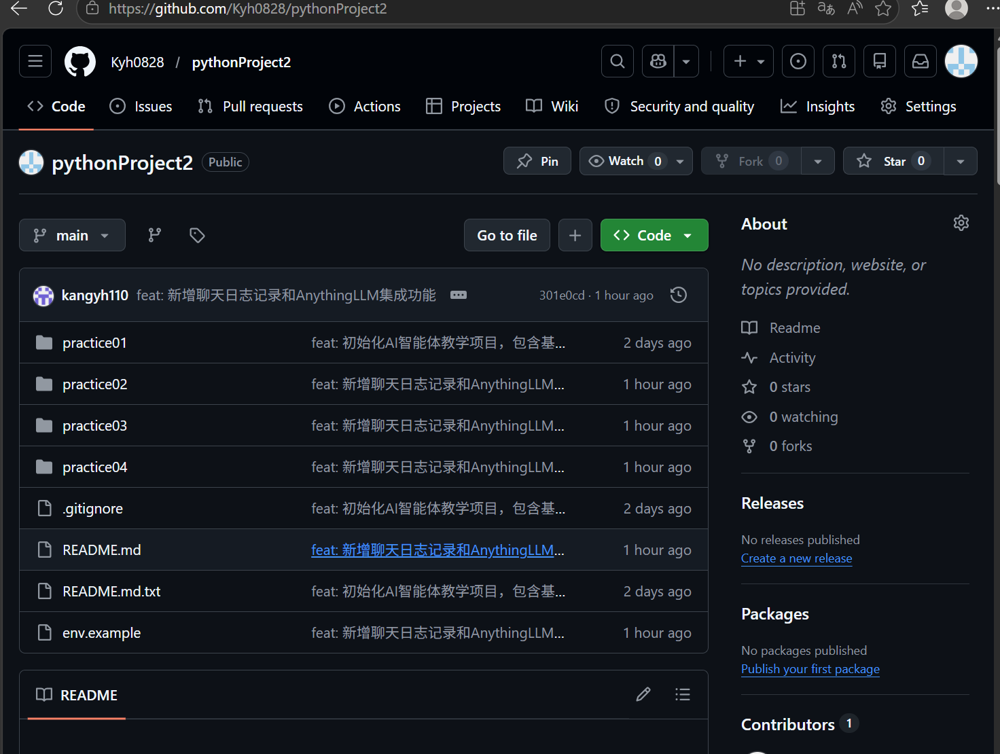 https://github.com/Kyh0828/pythonProject2
Kyh0828 / pythonProject2
Code Issues Pull requests Actions Projects Wiki Security and quality Insights Settings
pythonProject2 Public Pin Watch 0 Fork 0 Star 0
main Go to file Code
kangyh110 feat: 新增聊天日志记录和AnythingLLM集成功能 301e0cd · 1 hour ago
practice01 feat: 初始化AI智能体教学项目，包含基... 2 days ago
practice02 feat: 新增聊天日志记录和AnythingLLM... 1 hour ago
practice03 feat: 新增聊天日志记录和AnythingLLM... 1 hour ago
practice04 feat: 新增聊天日志记录和AnythingLLM... 1 hour ago
.gitignore feat: 初始化AI智能体教学项目，包含基... 2 days ago
README.md feat: 新增聊天日志记录和AnythingLLM... 1 hour ago
README.md.txt feat: 初始化AI智能体教学项目，包含基... 2 days ago
env.example feat: 新增聊天日志记录和AnythingLLM... 1 hour ago
README
About
No description, website, or
topics provided.
Readme
Activity
0 stars
0 watching
0 forks
Releases
No releases published
Create a new release
Packages
No packages published
Publish your first package
Contributors 1